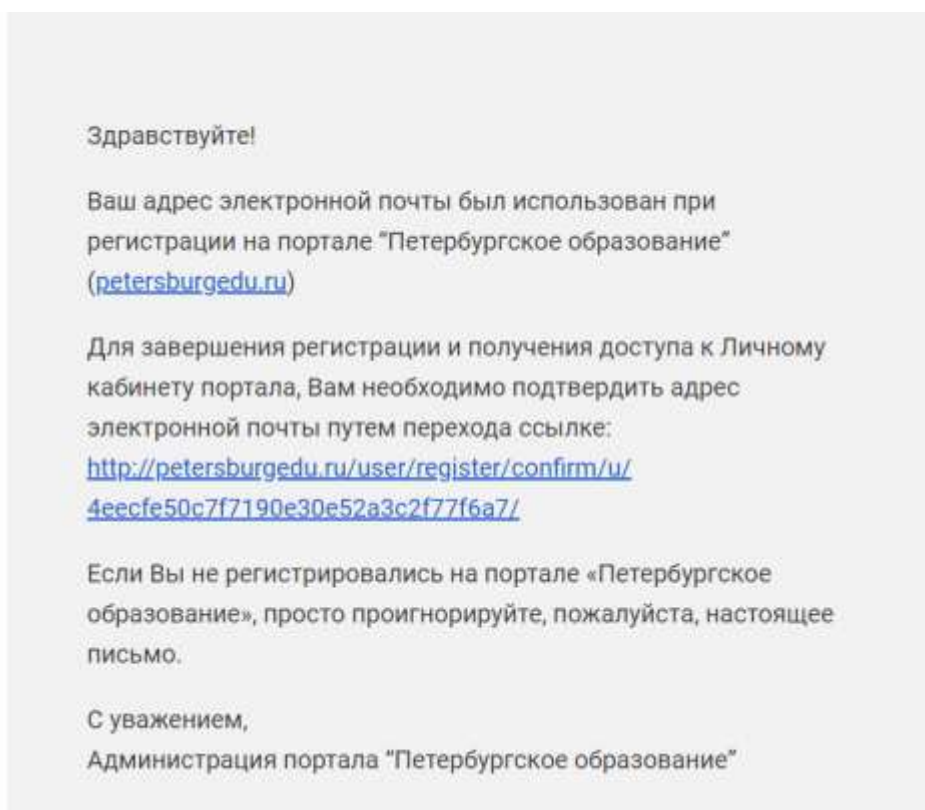 Здравствуйте!
Ваш адрес электронной почты был использован при
регистрации на портале “Петербургское образование”
(petersburgedu.ru)
Для завершения регистрации и получения доступа к Личному
кабинету портала, Вам необходимо подтвердить адрес
электронной почты путем перехода ссылке:
http://petersburgedu.ru/user/register/confirm/u/
4eecfe50c7f7190e30e52a3c2f77f6a7/
Если Вы не регистрировались на портале «Петербургское
образование», просто проигнорируйте, пожалуйста, настоящее
письмо.
С уважением,
Администрация портала “Петербургское образование”